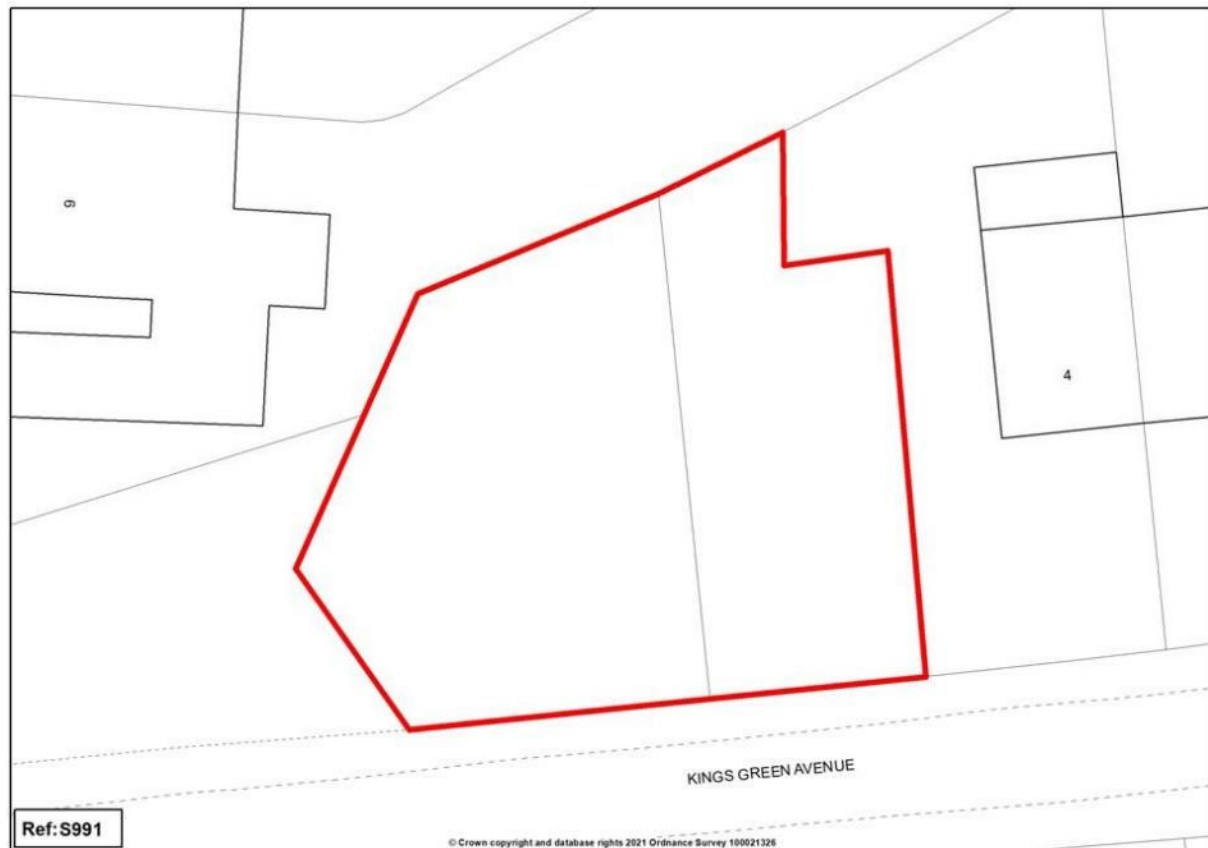 9
4
KINGS GREEN AVENUE
Ref:S991
© Crown copyright and database rights 2021 Ordnance Survey 100021326